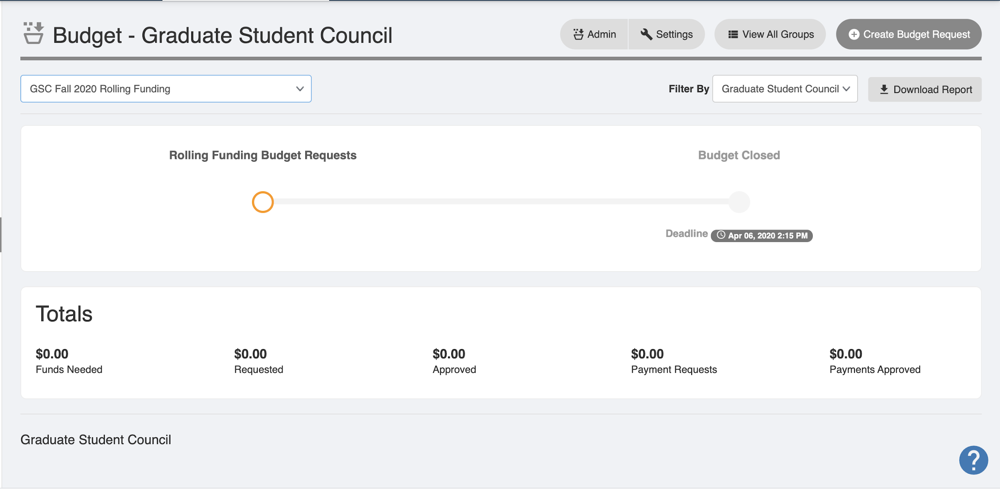 Budget - Graduate Student Council
Admin
Settings
View All Groups
Create Budget Request
GSC Fall 2020 Rolling Funding
Filter By
Graduate Student Council
Download Report
Rolling Funding Budget Requests
Budget Closed
Deadline
Apr 06, 2020 2:15 PM
Totals
$0.00
Funds Needed
$0.00
Requested
$0.00
Approved
$0.00
Payment Requests
$0.00
Payments Approved
Graduate Student Council
?